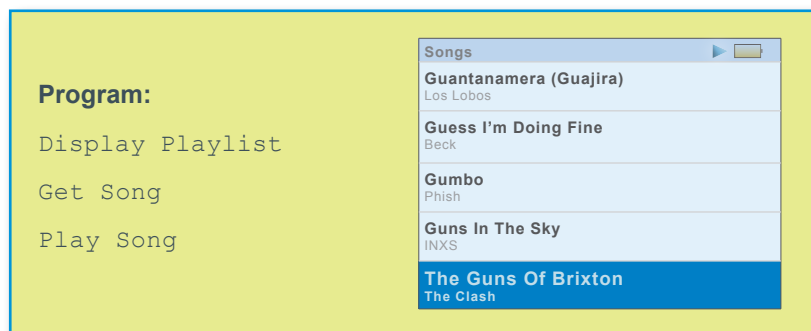 Program:
Display Playlist
Get Song
Play Song
Songs
Guantanamera (Guajira)
Los Lobos
Guess I’m Doing Fine
Beck
Gumbo
Phish
Guns In The Sky
INXS
The Guns Of Brixton
The Clash